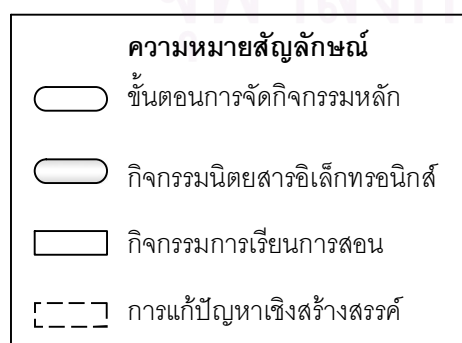 ความหมายสัญลักษณ์
ขั้นตอนการจัดกิจกรรมหลัก
กิจกรรมนิตยสารอิเล็กทรอนิกส์
กิจกรรมการเรียนการสอน
การแก้ปัญหาเชิงสร้างสรรค์